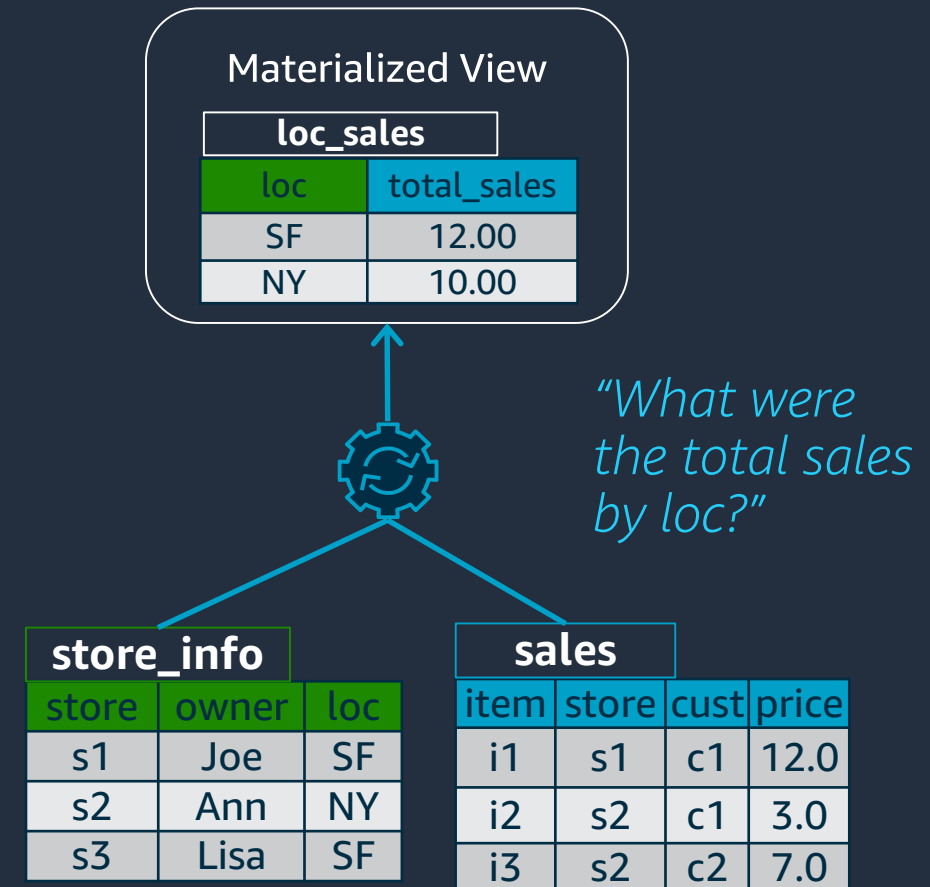 Materialized View
loc_sales
loc total_sales
SF 12.00
NY 10.00
“What were
the total sales
by loc?”
store_info
store owner loc
s1 Joe SF
s2 Ann NY
s3 Lisa SF
sales
item store cust price
i1 s1 c1 12.0
i2 s2 c1 3.0
i3 s2 c2 7.0